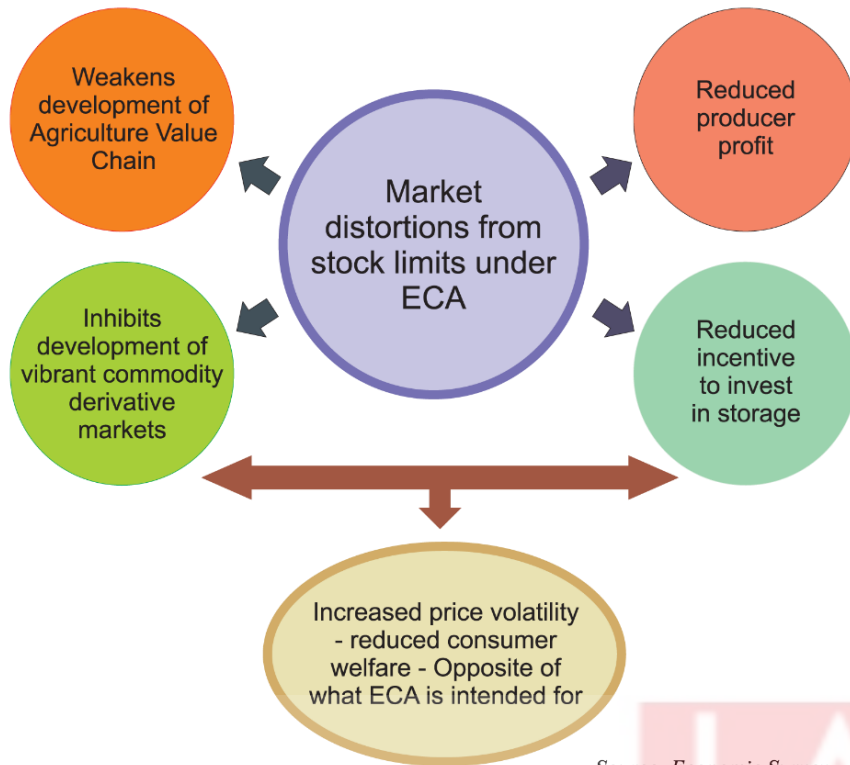 Weakens
development of
Agriculture Value
Chain
Reduced
producer
profit
Market
distortions from
stock limits under
ECA
Inhibits
development of
vibrant commodity
derivative
markets
Reduced
incentive
to invest
in storage
Increased price volatility
- reduced consumer
welfare - Opposite of
what ECA is intended for